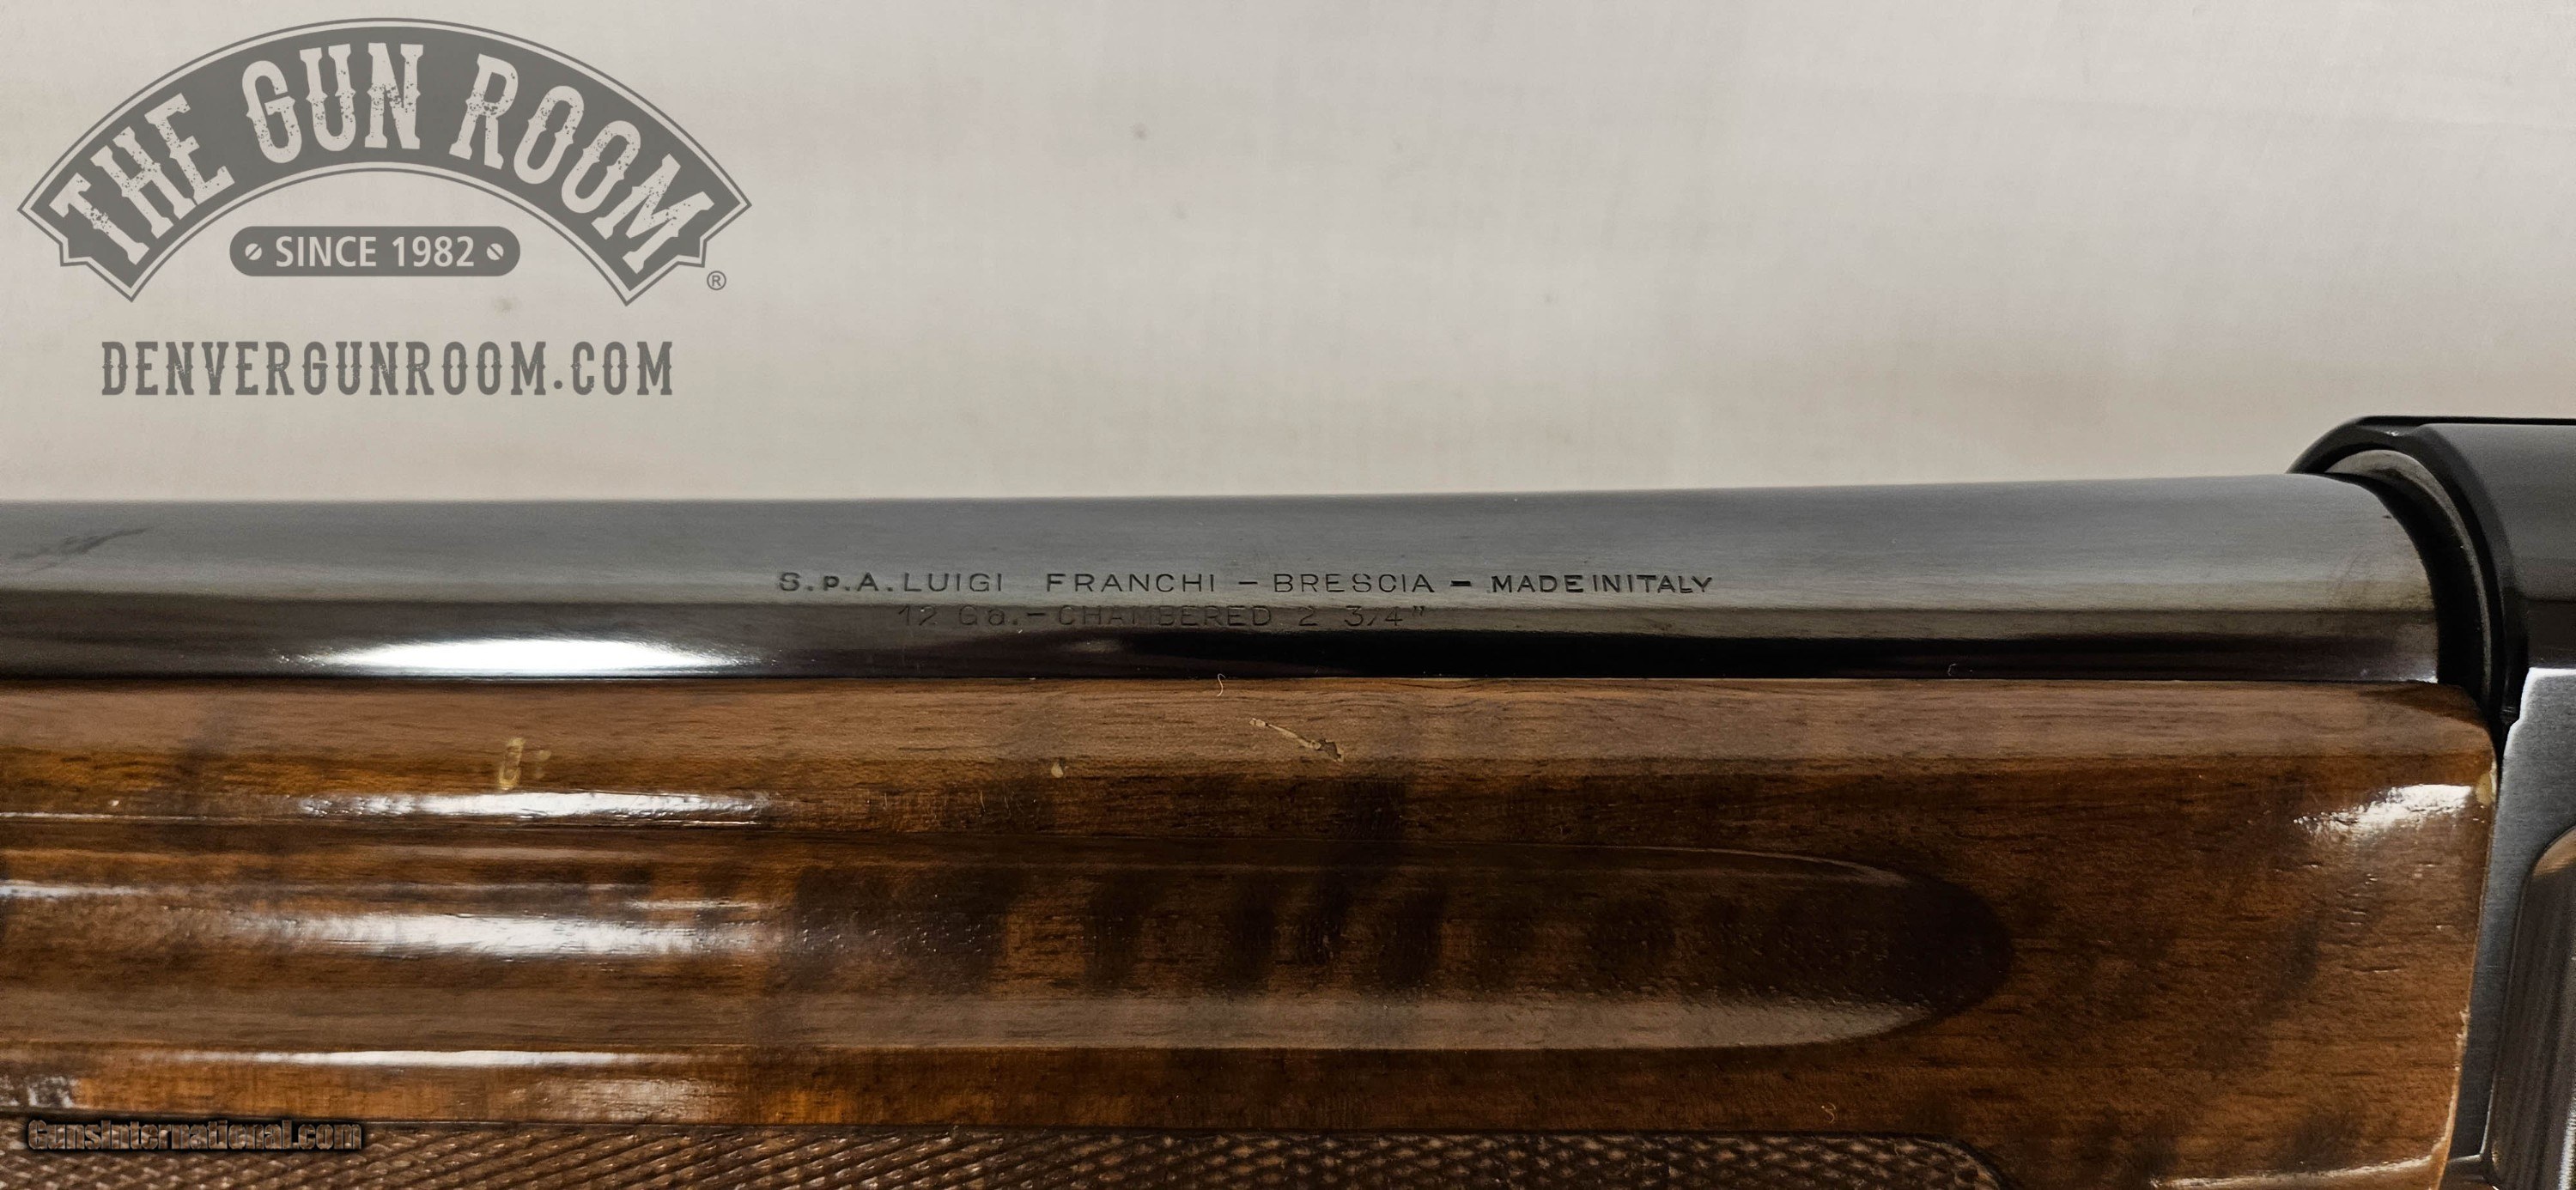 THE GUN ROOM
SINCE 1982
®
DENVERGUNROOM.COM
S.p.A. LUIGI FRANCHI - BRESCIA - MADE IN ITALY
12 Ga. - CHAMBERED 2 3/4"
GunsInternational.com